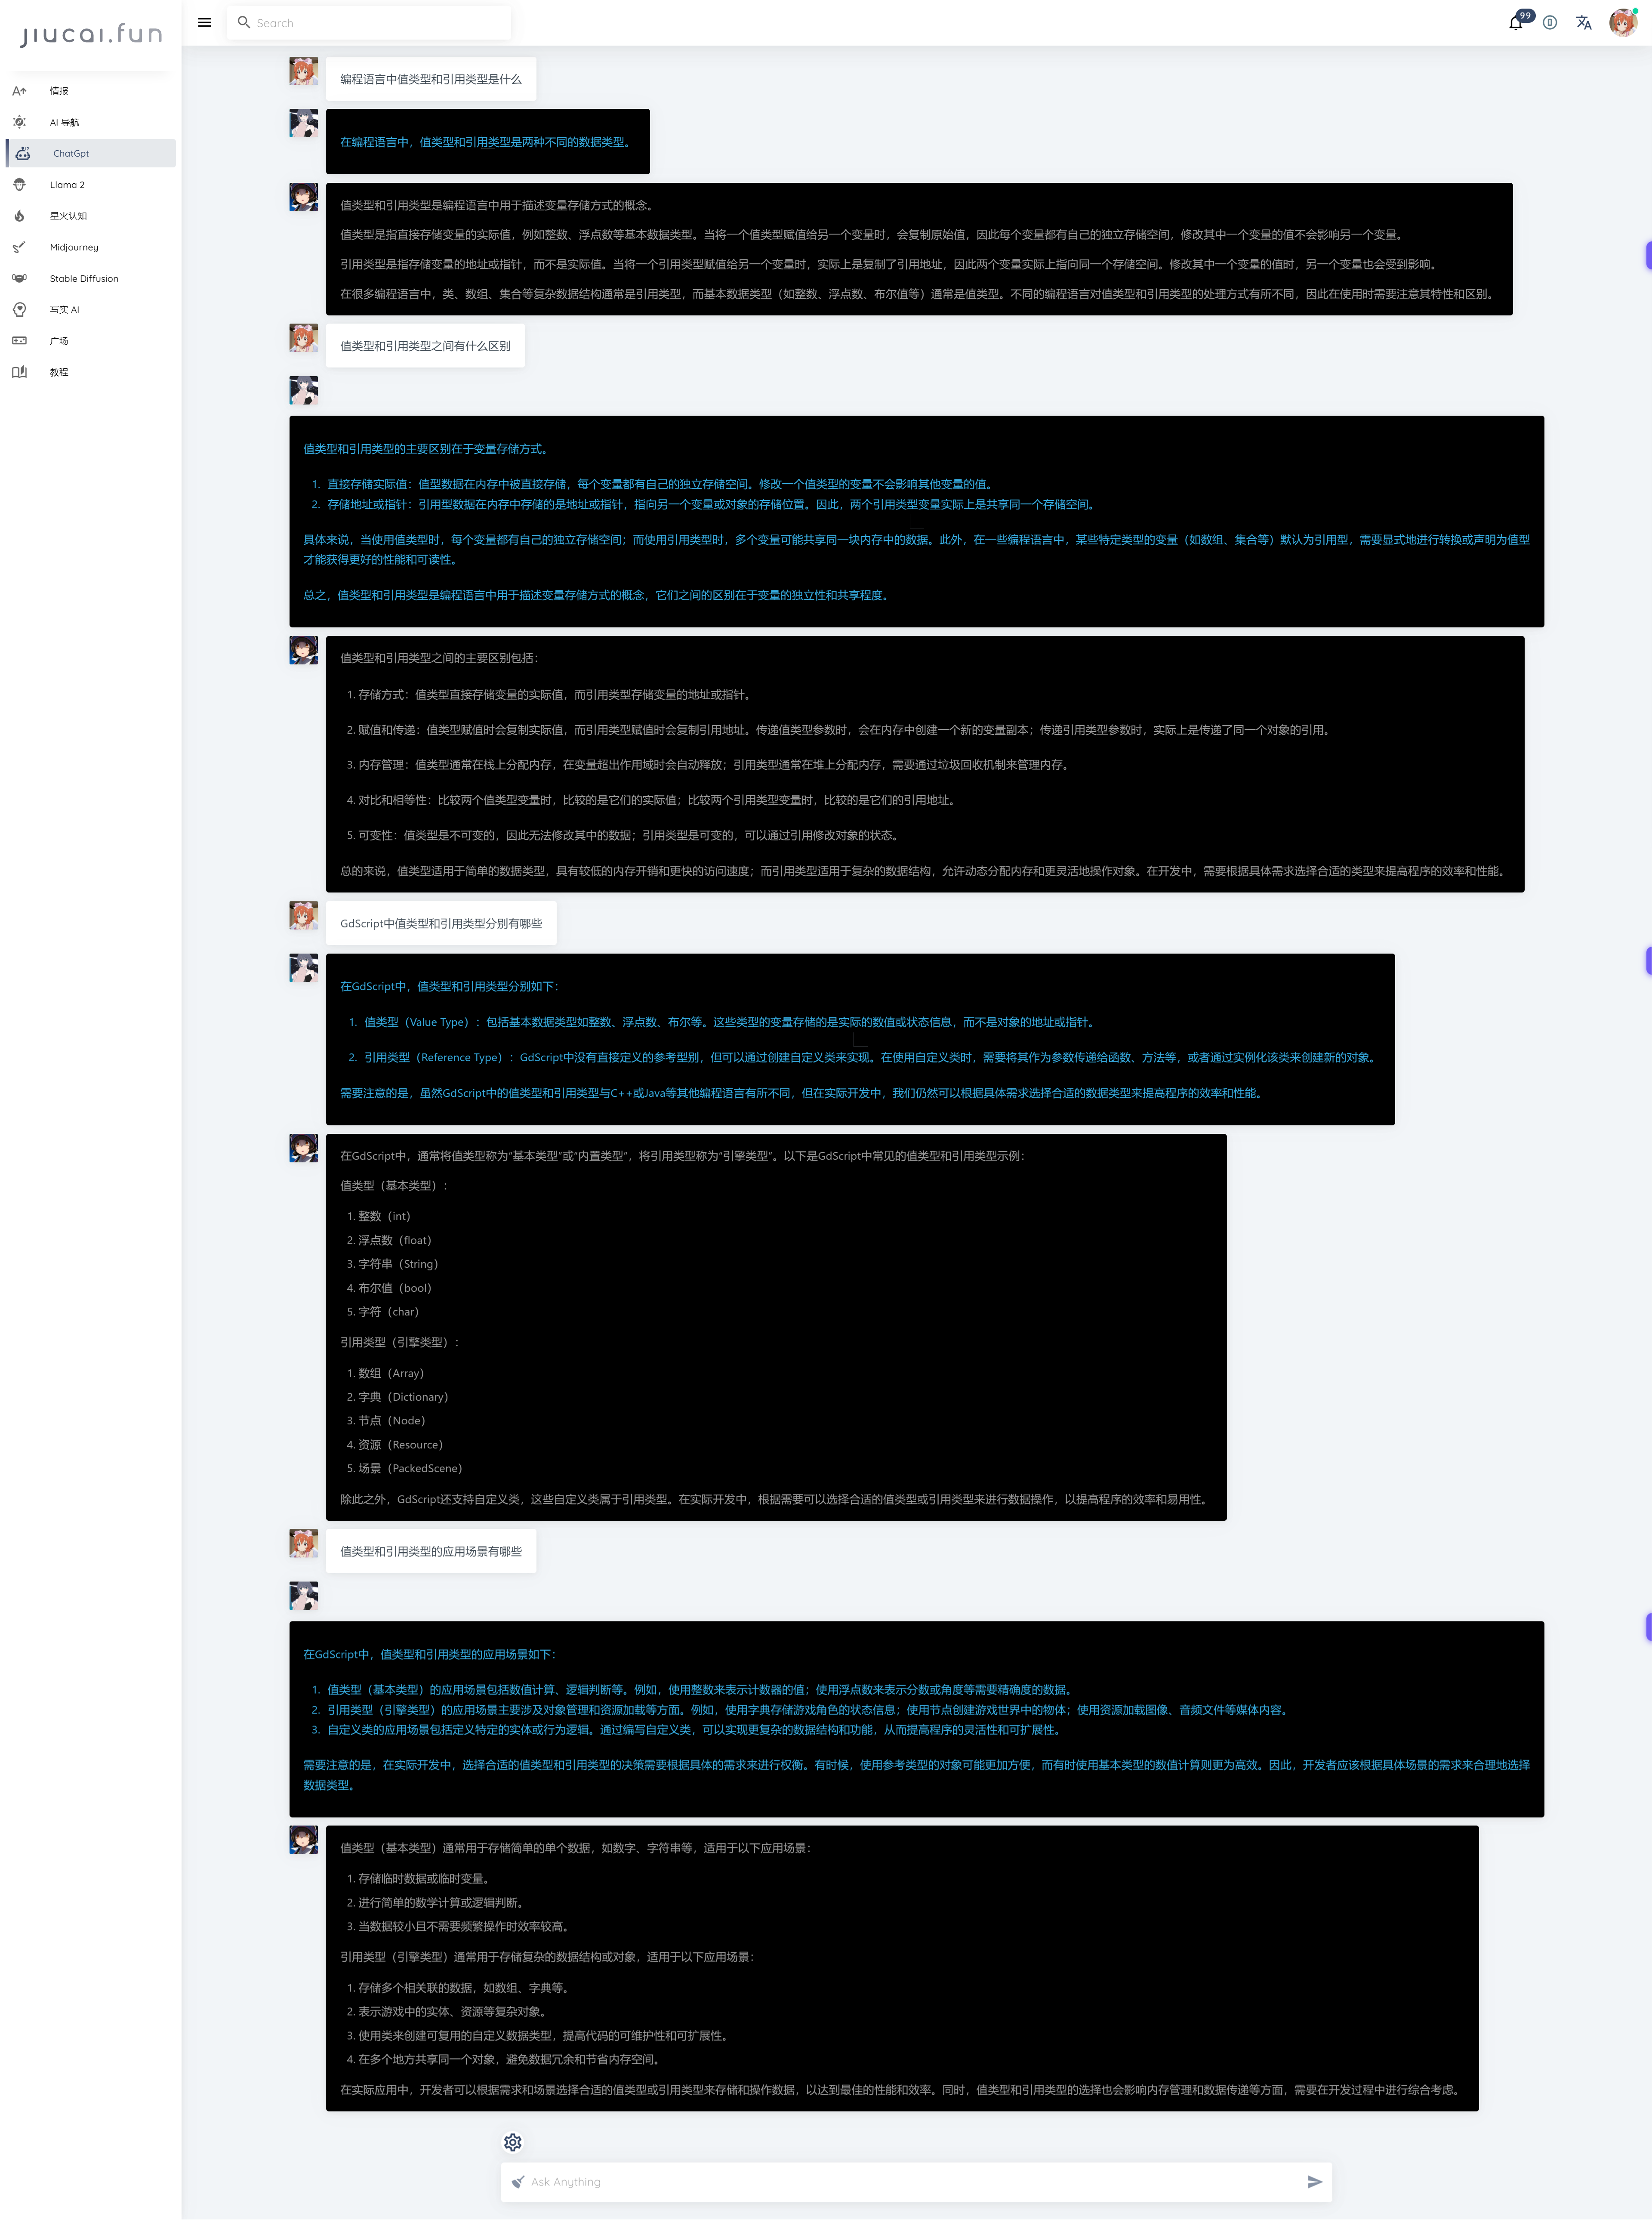 jiucai.fun
Search
99
情报
AI 导航
ChatGpt
Llama 2
星火认知
Midjourney
Stable Diffusion
写实 AI
广场
教程
编程语言中值类型和引用类型是什么
在编程语言中，值类型和引用类型是两种不同的数据类型。
值类型和引用类型是编程语言中用于描述变量存储方式的概念。
值类型是指直接存储变量的实际值，例如整数、浮点数等基本数据类型。当将一个值类型赋值给另一个变量时，会复制原始值，因此每个变量都有自己的独立存储空间，修改其中一个变量的值不会影响另一个变量。
引用类型是指存储变量的地址或指针，而不是实际值。当将一个引用类型赋值给另一个变量时，实际上是复制了引用地址，因此两个变量实际上指向同一个存储空间。修改其中一个变量的值时，另一个变量也会受到影响。
在很多编程语言中，类、数组、集合等复杂数据结构通常是引用类型，而基本数据类型（如整数、浮点数、布尔值等）通常是值类型。不同的编程语言对值类型和引用类型的处理方式有所不同，因此在使用时需要注意其特性和区别。
值类型和引用类型之间有什么区别
值类型和引用类型的主要区别在于变量存储方式。
1. 直接存储实际值：值型数据在内存中被直接存储，每个变量都有自己的独立存储空间。修改一个值类型的变量不会影响其他变量的值。
2. 存储地址或指针：引用型数据在内存中存储的是地址或指针，指向另一个变量或对象的存储位置。因此，两个引用类型变量实际上是共享同一个存储空间。
具体来说，当使用值类型时，每个变量都有自己的独立存储空间；而使用引用类型时，多个变量可能共享同一块内存中的数据。此外，在一些编程语言中，某些特定类型的变量（如数组、集合等）默认为引用型，需要显式地进行转换或声明为值型
才能获得更好的性能和可读性。
总之，值类型和引用类型是编程语言中用于描述变量存储方式的概念，它们之间的区别在于变量的独立性和共享程度。
值类型和引用类型之间的主要区别包括：
1. 存储方式：值类型直接存储变量的实际值，而引用类型存储变量的地址或指针。
2. 赋值和传递：值类型赋值时会复制实际值，而引用类型赋值时会复制引用地址。传递值类型参数时，会在内存中创建一个新的变量副本；传递引用类型参数时，实际上是传递了同一个对象的引用。
3. 内存管理：值类型通常在栈上分配内存，在变量超出作用域时会自动释放；引用类型通常在堆上分配内存，需要通过垃圾回收机制来管理内存。
4. 对比和相等性：比较两个值类型变量时，比较的是它们的实际值；比较两个引用类型变量时，比较的是它们的引用地址。
5. 可变性：值类型是不可变的，因此无法修改其中的数据；引用类型是可变的，可以通过引用修改对象的状态。
总的来说，值类型适用于简单的数据类型，具有较低的内存开销和更快的访问速度；而引用类型适用于复杂的数据结构，允许动态分配内存和更灵活地操作对象。在开发中，需要根据具体需求选择合适的类型来提高程序的效率和性能。
GdScript中值类型和引用类型分别有哪些
在GdScript中，值类型和引用类型分别如下：
1. 值类型（Value Type）：包括基本数据类型如整数、浮点数、布尔等。这些类型的变量存储的是实际的数值或状态信息，而不是对象的地址或指针。
2. 引用类型（Reference Type）：GdScript中没有直接定义的参考型别，但可以通过创建自定义类来实现。在使用自定义类时，需要将其作为参数传递给函数、方法等，或者通过实例化该类来创建新的对象。
需要注意的是，虽然GdScript中的值类型和引用类型与C++或Java等其他编程语言有所不同，但在实际开发中，我们仍然可以根据具体需求选择合适的数据类型来提高程序的效率和性能。
在GdScript中，通常将值类型称为“基本类型”或“内置类型”，将引用类型称为“引擎类型”。以下是GdScript中常见的值类型和引用类型示例：
值类型（基本类型）：
1. 整数（int）
2. 浮点数（float）
3. 字符串（String）
4. 布尔值（bool）
5. 字符（char）
引用类型（引擎类型）：
1. 数组（Array）
2. 字典（Dictionary）
3. 节点（Node）
4. 资源（Resource）
5. 场景（PackedScene）
除此之外，GdScript还支持自定义类，这些自定义类属于引用类型。在实际开发中，根据需要可以选择合适的值类型或引用类型来进行数据操作，以提高程序的效率和易用性。
值类型和引用类型的应用场景有哪些
在GdScript中，值类型和引用类型的应用场景如下：
1. 值类型（基本类型）的应用场景包括数值计算、逻辑判断等。例如，使用整数来表示计数器的值；使用浮点数来表示分数或角度等需要精确度的数据。
2. 引用类型（引擎类型）的应用场景主要涉及对象管理和资源加载等方面。例如，使用字典存储游戏角色的状态信息；使用节点创建游戏世界中的物体；使用资源加载图像、音频文件等媒体内容。
3. 自定义类的应用场景包括定义特定的实体或行为逻辑。通过编写自定义类，可以实现更复杂的数据结构和功能，从而提高程序的灵活性和可扩展性。
需要注意的是，在实际开发中，选择合适的值类型和引用类型的决策需要根据具体的需求来进行权衡。有时候，使用参考类型的对象可能更加方便，而有时使用基本类型的数值计算则更为高效。因此，开发者应该根据具体场景的需求来合理地选择
数据类型。
值类型（基本类型）通常用于存储简单的单个数据，如数字、字符串等，适用于以下应用场景：
1. 存储临时数据或临时变量。
2. 进行简单的数学计算或逻辑判断。
3. 当数据较小且不需要频繁操作时效率较高。
引用类型（引擎类型）通常用于存储复杂的数据结构或对象，适用于以下应用场景：
1. 存储多个相关联的数据，如数组、字典等。
2. 表示游戏中的实体、资源等复杂对象。
3. 使用类来创建可复用的自定义数据类型，提高代码的可维护性和可扩展性。
4. 在多个地方共享同一个对象，避免数据冗余和节省内存空间。
在实际应用中，开发者可以根据需求和场景选择合适的值类型或引用类型来存储和操作数据，以达到最佳的性能和效率。同时，值类型和引用类型的选择也会影响内存管理和数据传递等方面，需要在开发过程中进行综合考虑。
Ask Anything